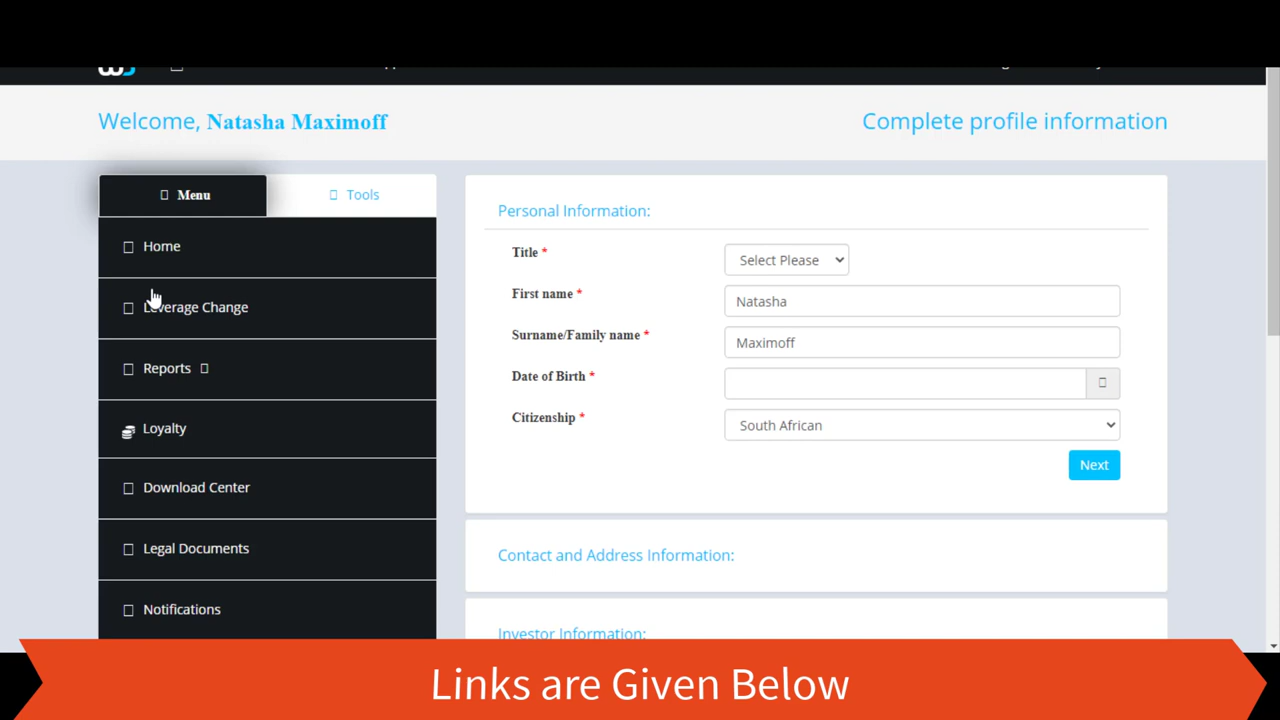 Welcome, Natasha Maximoff
Complete profile information
Menu
Tools
Home
Leverage Change
Reports
Loyalty
Download Center
Legal Documents
Notifications
Personal Information:
Title *
Select Please
First name *
Natasha
Surname/Family name *
Maximoff
Date of Birth *
Citizenship *
South African
Next
Contact and Address Information:
Investor Information:
Links are Given Below